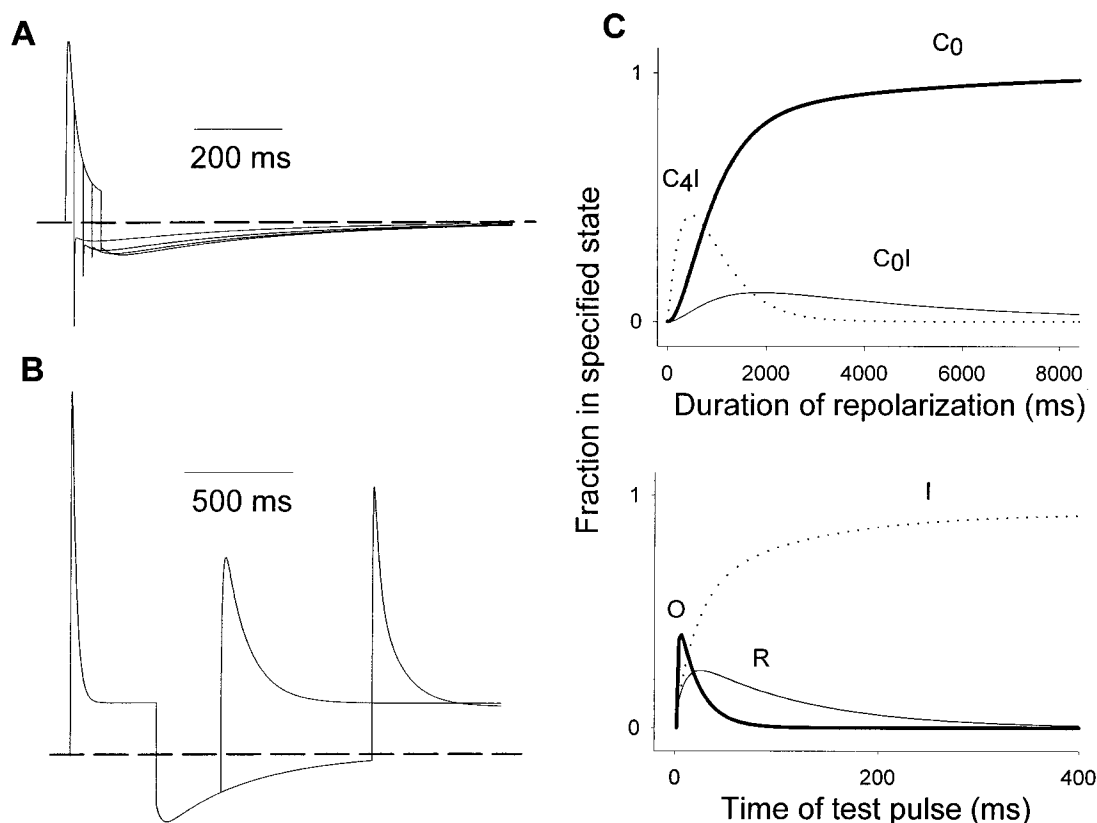 A
200 ms
B
500 ms
C
Fraction in specified state
C0
1
C4I
C0I
0
0 2000 4000 6000 8000
Duration of repolarization (ms)
1
I
O
R
0
0 200 400
Time of test pulse (ms)